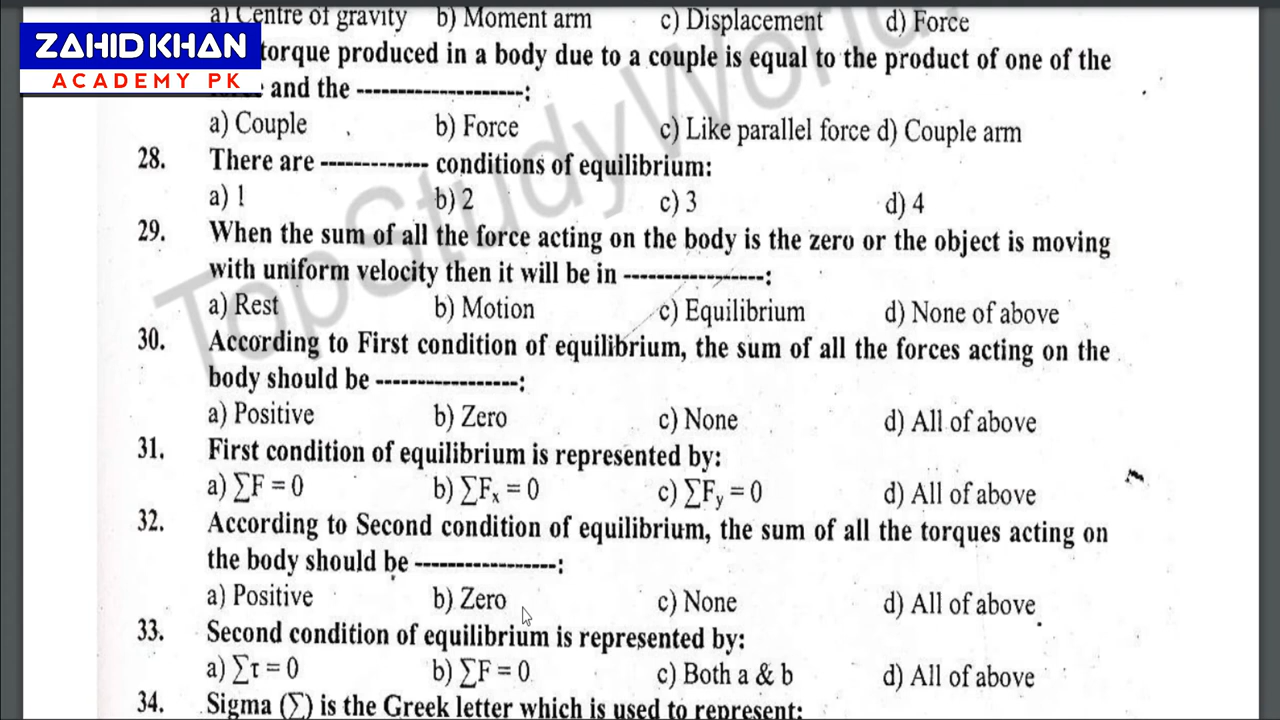 a) Centre of gravity b) Moment arm c) Displacement d) Force
ZAHID KHAN
ACADEMY PK
torque produced in a body due to a couple is equal to the product of one of the
and the --------------------:
a) Couple b) Force c) Like parallel force d) Couple arm
28. There are ------------- conditions of equilibrium:
a) 1 b) 2 c) 3 d) 4
29. When the sum of all the force acting on the body is the zero or the object is moving
with uniform velocity then it will be in -----------------:
a) Rest b) Motion c) Equilibrium d) None of above
30. According to First condition of equilibrium, the sum of all the forces acting on the
body should be -----------------:
a) Positive b) Zero c) None d) All of above
31. First condition of equilibrium is represented by:
a) ∑F = 0 b) ∑Fₓ = 0 c) ∑Fᵧ = 0 d) All of above
32. According to Second condition of equilibrium, the sum of all the torques acting on
the body should be -----------------:
a) Positive b) Zero c) None d) All of above
33. Second condition of equilibrium is represented by:
a) ∑τ = 0 b) ∑F = 0 c) Both a & b d) All of above
34. Sigma (∑) is the Greek letter which is used to represent:
TopStudyWorld.